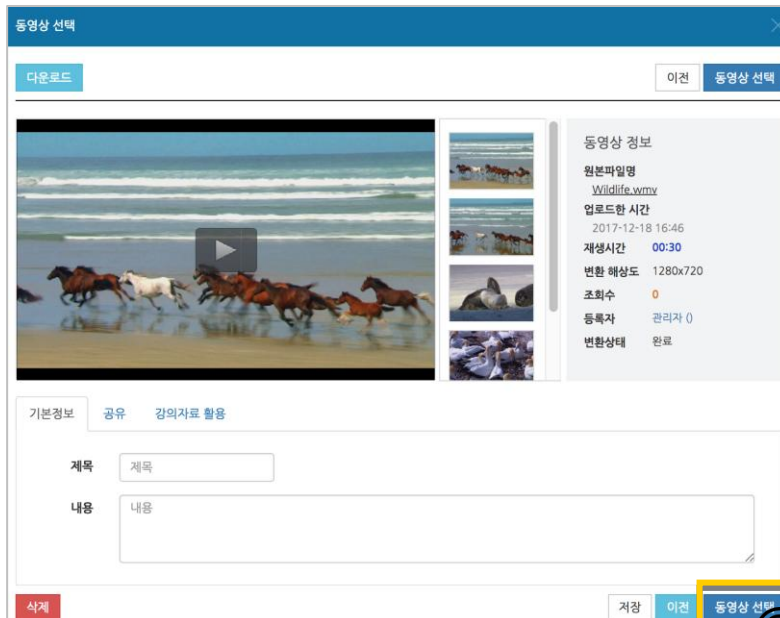 동영상 선택
다운로드
이전 동영상 선택
동영상 정보
원본파일명
Wildlife.wmv
업로드한 시간
2017-12-18 16:46
재생시간 00:30
변환 해상도 1280x720
조회수 0
등록자 관리자 ()
변환상태 완료
기본정보 공유 강의자료 활용
제목 제목
내용 내용
삭제 저장 이전 동영상 선택